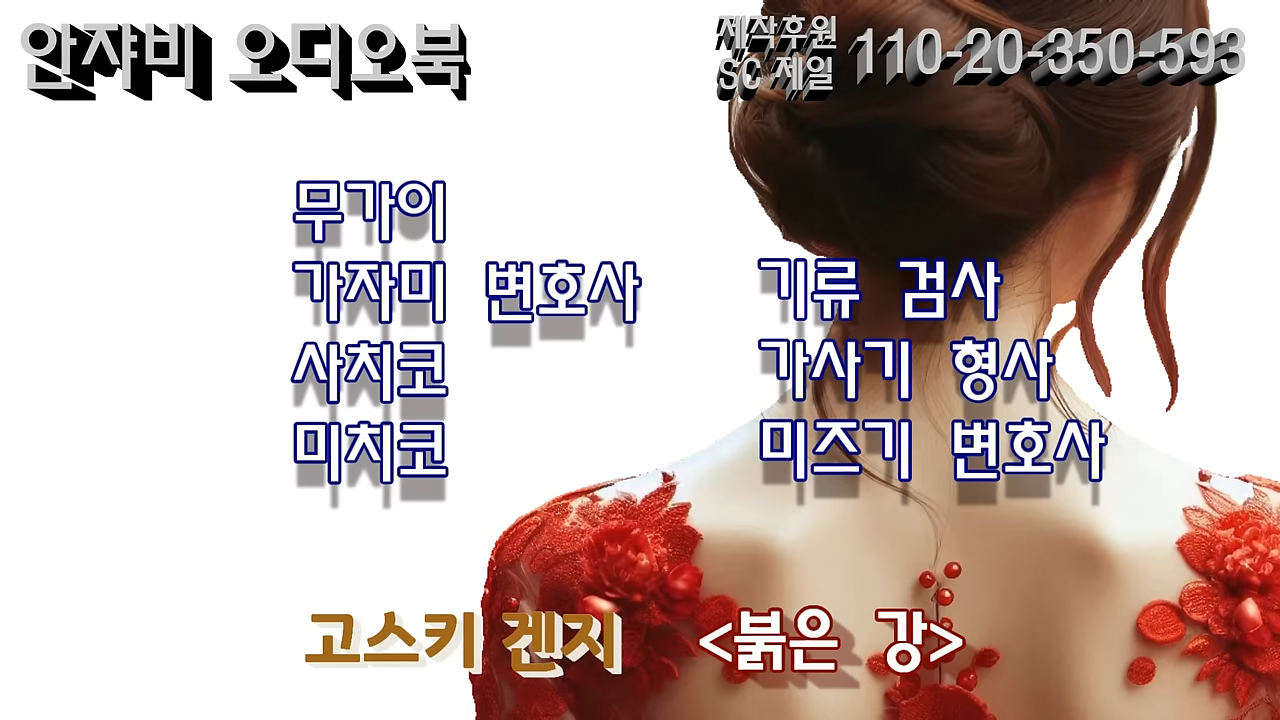 안쟈비 오디오북
제작후원
SC 제일
110-20-350-593
무가이
가자미 변호사
사치코
미치코
기류 검사
가사기 형사
미즈기 변호사
고스키 겐지 <붉은 강>